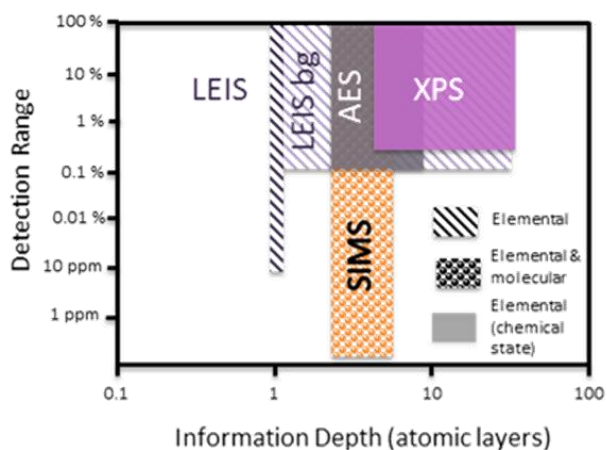 100 %
10 %
1 %
0.1 %
0.01 %
10 ppm
1 ppm
Detection Range
LEIS
LEIS bg
AES
XPS
SIMS
Elemental
Elemental &
molecular
Elemental
(chemical
state)
0.1
1
10
100
Information Depth (atomic layers)